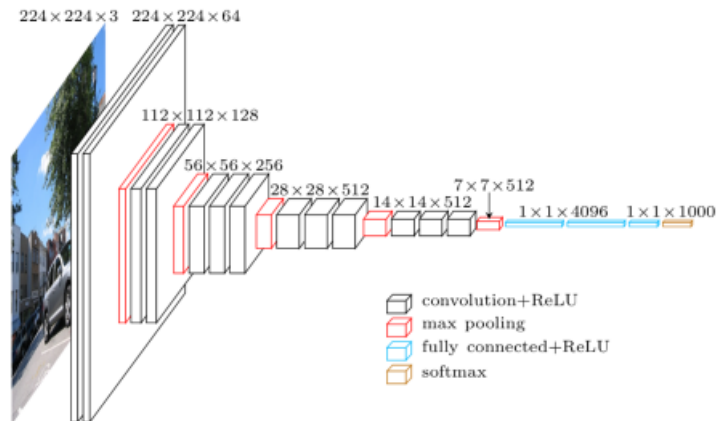 224×224×3
224×224×64
112×112×128
56×56×256
28×28×512
14×14×512
7×7×512
1×1×4096
1×1×1000
convolution+ReLU
max pooling
fully connected+ReLU
softmax